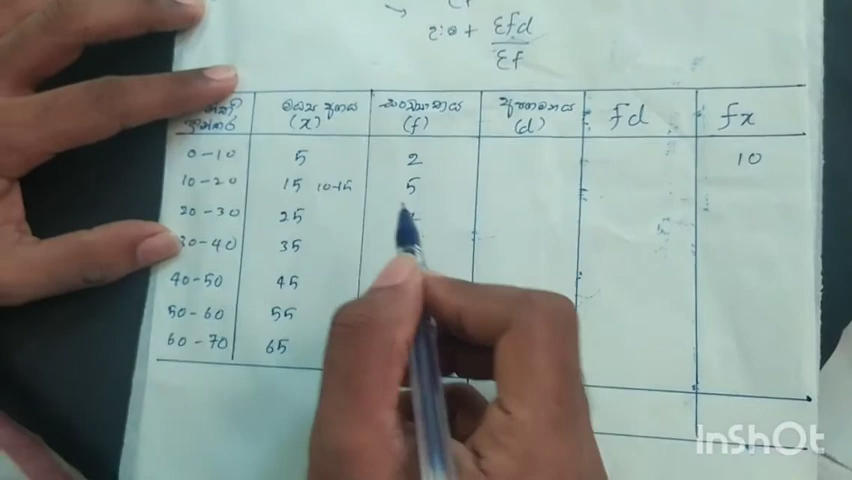 උ.ම + Σfd
Σf
පන්ති මධ්‍ය අගය සංඛ්‍යාතය අපගමනය fd fx
ප්‍රාන්තර (x) (f) (d)
0-10 5 2 10
10-20 15 10-15 5
20-30 25
30-40 35
40-50 45
50-60 55
60-70 65
InShOt